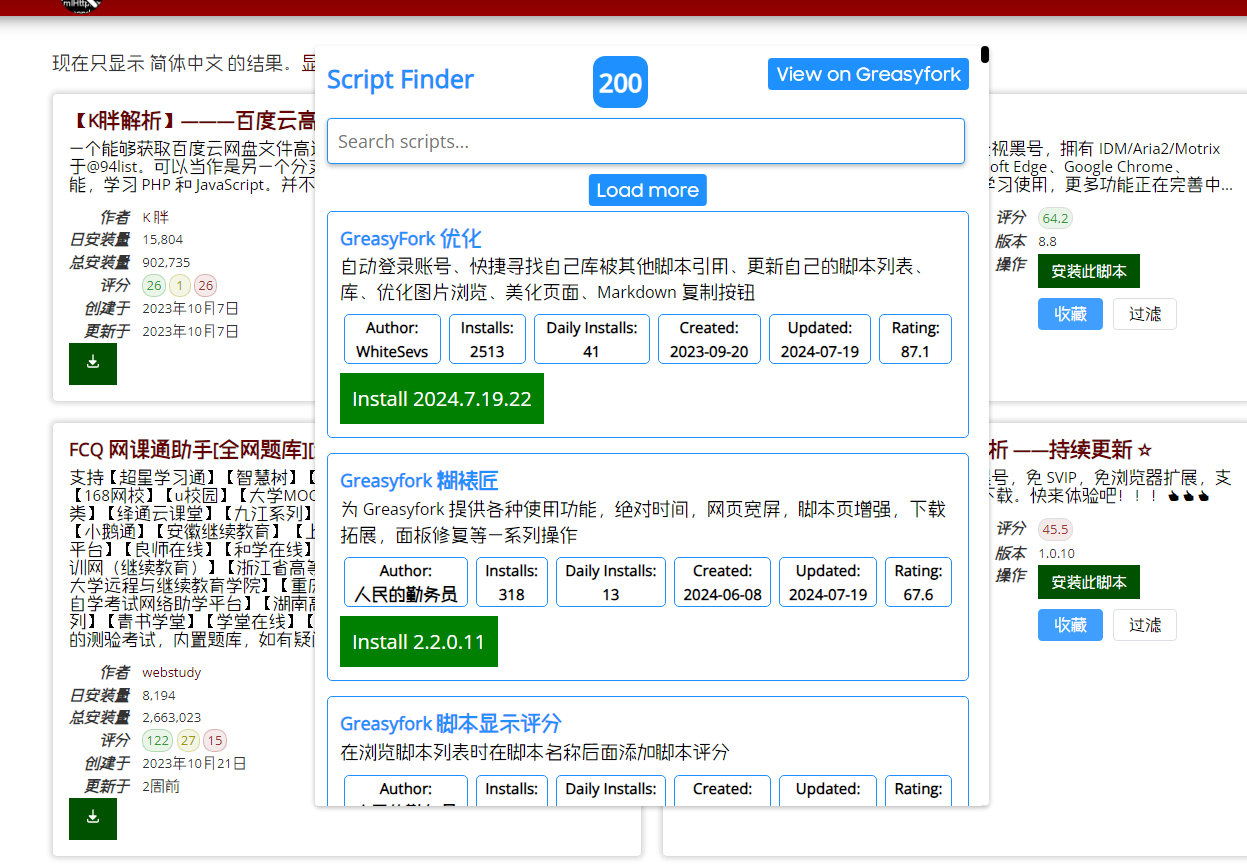 现在只显示 简体中文 的结果。显
Script Finder
200
View on Greasyfork
Search scripts...
Load more
GreasyFork 优化
自动登录账号、快捷寻找自己库被其他脚本引用、更新自己的脚本列表、
库、优化图片浏览、美化页面、Markdown 复制按钮
Author: WhiteSevs
Installs: 2513
Daily Installs: 41
Created: 2023-09-20
Updated: 2024-07-19
Rating: 87.1
Install 2024.7.19.22
Greasyfork 糊裱匠
为 Greasyfork 提供各种使用功能，绝对时间，网页宽屏，脚本页增强，下载
拓展，面板修复等一系列操作
Author: 人民的勤务员
Installs: 318
Daily Installs: 13
Created: 2024-06-08
Updated: 2024-07-19
Rating: 67.6
Install 2.2.0.11
Greasyfork 脚本显示评分
在浏览脚本列表时在脚本名称后面添加脚本评分
Author:
Installs:
Daily Installs:
Created:
Updated:
Rating:
【K胖解析】———百度云高
一个能够获取百度云网盘文件高
于@94list。可以当作是另一个分
能，学习 PHP 和 JavaScript。并不
作者 K 胖
日安装量 15,804
总安装量 902,735
评分 26 1 26
创建于 2023年10月7日
更新于 2023年10月7日
视黑号，拥有 IDM/Aria2/Motrix
oft Edge、Google Chrome、
学习使用，更多功能正在完善中...
评分 64.2
版本 8.8
操作 安装此脚本
收藏 过滤
FCQ 网课通助手[全网题库]
支持【超星学习通】【智慧树】【
【168网校】【u校园】【大学MOO
类】【绎通云课堂】【九江系列】
【小鹅通】【安徽继续教育】【上
平台】【良师在线】【和学在线】
训网（继续教育）】【浙江省高等
大学远程与继续教育学院】【重庆
自学考试网络助学平台】【湖南高
列】【青书学堂】【学堂在线】【
的测验考试，内置题库，如有疑问
作者 webstudy
日安装量 8,194
总安装量 2,663,023
评分 122 27 15
创建于 2023年10月21日
更新于 2周前
析 ——持续更新 ☆
号，免 SVIP，免浏览器扩展，支
下载。快来体验吧！！！
评分 45.5
版本 1.0.10
操作 安装此脚本
收藏 过滤